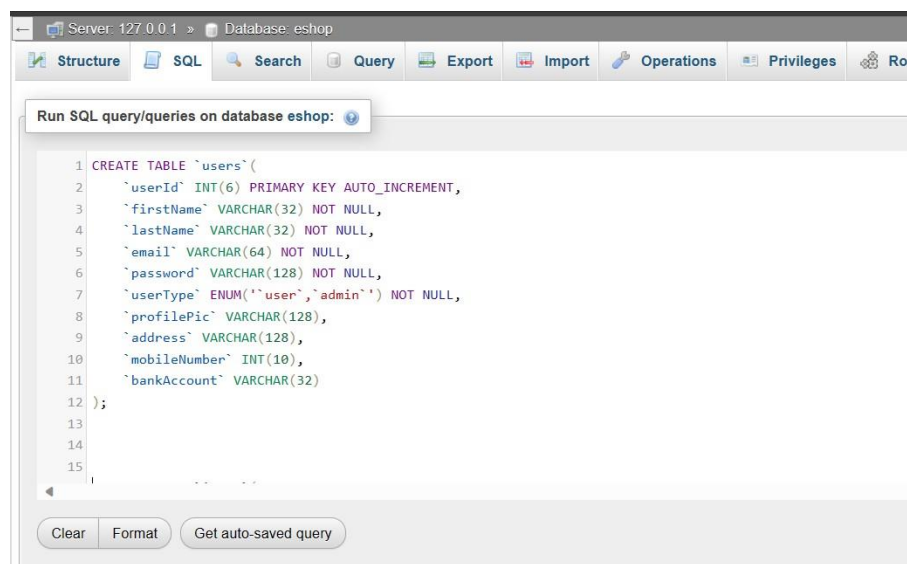 Server: 127.0.0.1 » Database: eshop
Structure SQL Search Query Export Import Operations Privileges Ro
Run SQL query/queries on database eshop:
1 CREATE TABLE `users`(
2 `userId` INT(6) PRIMARY KEY AUTO_INCREMENT,
3 `firstName` VARCHAR(32) NOT NULL,
4 `lastName` VARCHAR(32) NOT NULL,
5 `email` VARCHAR(64) NOT NULL,
6 `password` VARCHAR(128) NOT NULL,
7 `userType` ENUM('`user`,`admin`') NOT NULL,
8 `profilePic` VARCHAR(128),
9 `address` VARCHAR(128),
10 `mobileNumber` INT(10),
11 `bankAccount` VARCHAR(32)
12 );
13
14
15
Clear Format Get auto-saved query